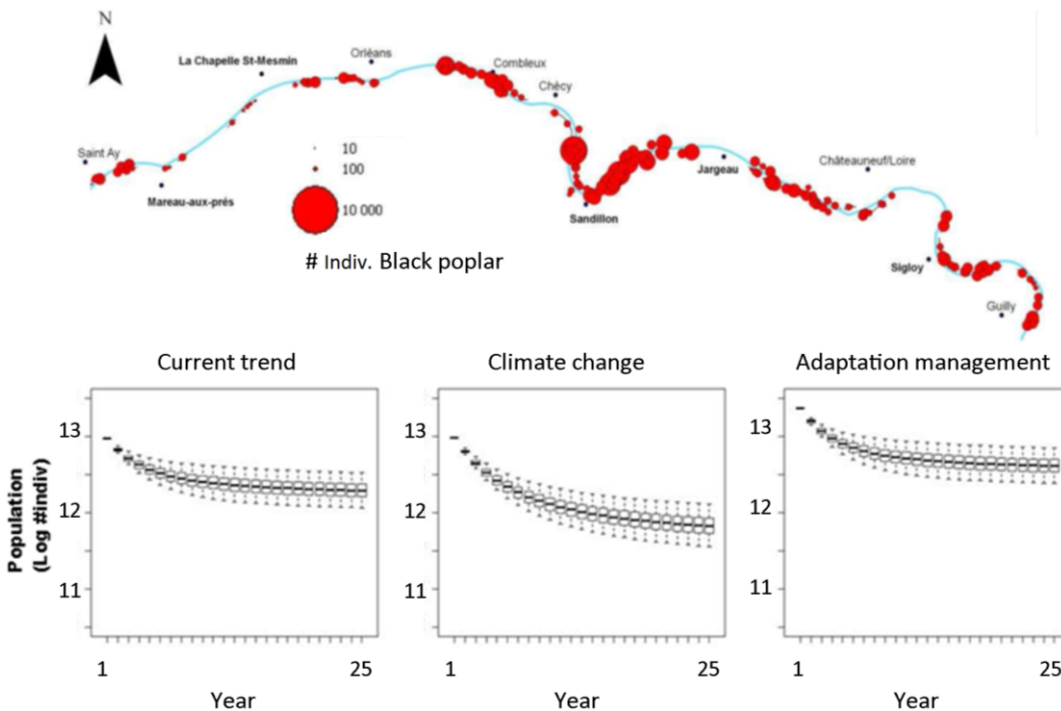 N
La Chapelle St-Mesmin
Orléans
Combleux
Chécy
Saint Ay
Mareau-aux-prés
10
100
10 000
Sandillon
Jargeau
Châteauneuf/Loire
Sigloy
Guilly
# Indiv. Black poplar
Current trend
Climate change
Adaptation management
Population
(Log #indiv)
13
12
11
1
25
Year
13
12
11
1
25
Year
13
12
11
1
25
Year